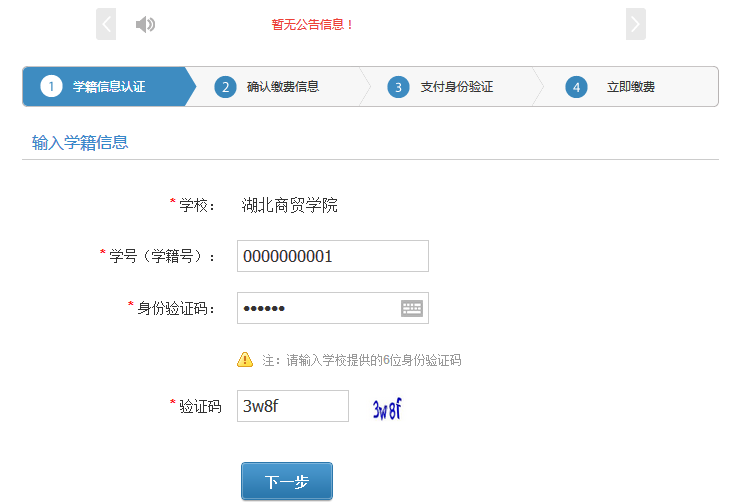 暂无公告信息！
1 学籍信息认证 2 确认缴费信息 3 支付身份验证 4 立即缴费
输入学籍信息
*学校： 湖北商贸学院
*学号（学籍号）： 0000000001
*身份验证码： ••••••
注：请输入学校提供的6位身份验证码
*验证码 3w8f 3w8f
下一步